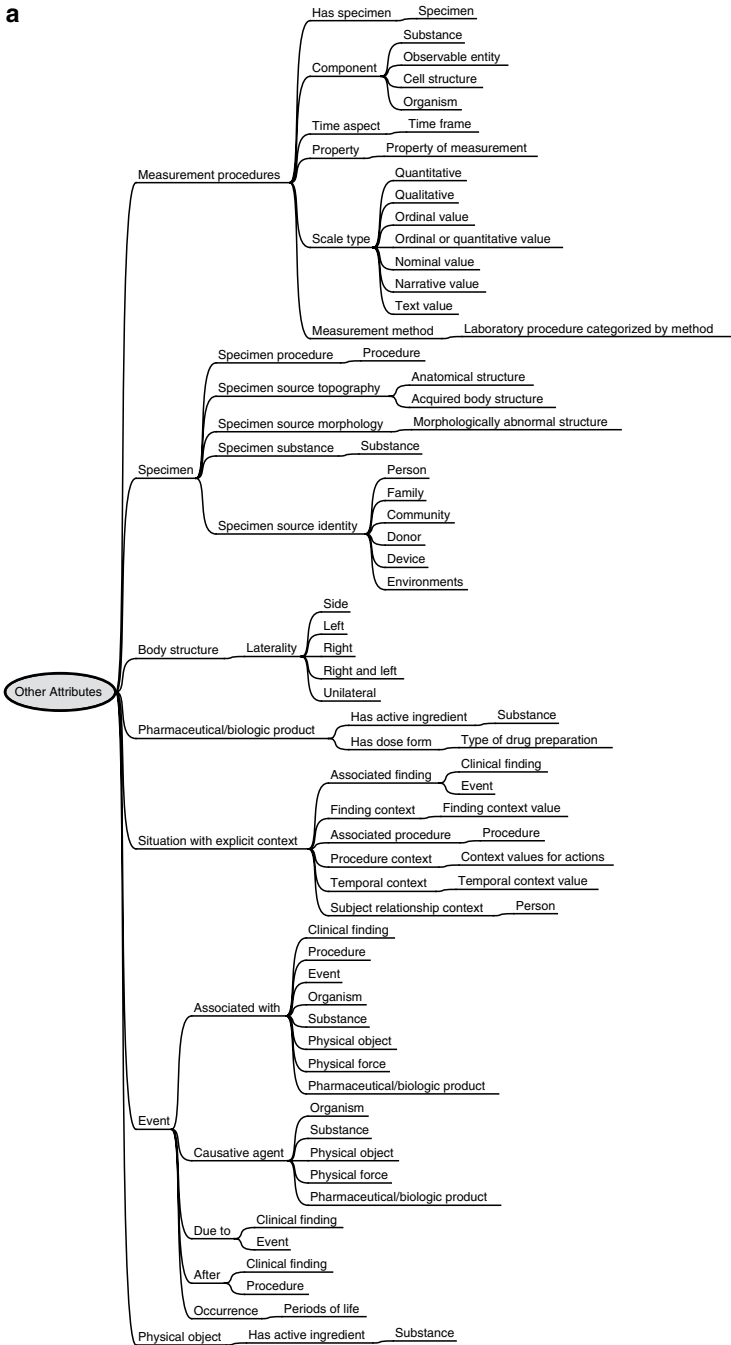 a
Other Attributes
Measurement procedures
Has specimen
Specimen
Component
Substance
Observable entity
Cell structure
Organism
Time aspect
Time frame
Property
Property of measurement
Scale type
Quantitative
Qualitative
Ordinal value
Ordinal or quantitative value
Nominal value
Narrative value
Text value
Measurement method
Laboratory procedure categorized by method
Specimen
Specimen procedure
Procedure
Specimen source topography
Anatomical structure
Acquired body structure
Specimen source morphology
Morphologically abnormal structure
Specimen substance
Substance
Specimen source identity
Person
Family
Community
Donor
Device
Environments
Body structure
Laterality
Side
Left
Right
Right and left
Unilateral
Pharmaceutical/biologic product
Has active ingredient
Substance
Has dose form
Type of drug preparation
Situation with explicit context
Associated finding
Clinical finding
Event
Finding context
Finding context value
Associated procedure
Procedure
Procedure context
Context values for actions
Temporal context
Temporal context value
Subject relationship context
Person
Event
Associated with
Clinical finding
Procedure
Event
Organism
Substance
Physical object
Physical force
Pharmaceutical/biologic product
Causative agent
Organism
Substance
Physical object
Physical force
Pharmaceutical/biologic product
Due to
Clinical finding
Event
After
Clinical finding
Procedure
Occurrence
Periods of life
Physical object
Has active ingredient
Substance